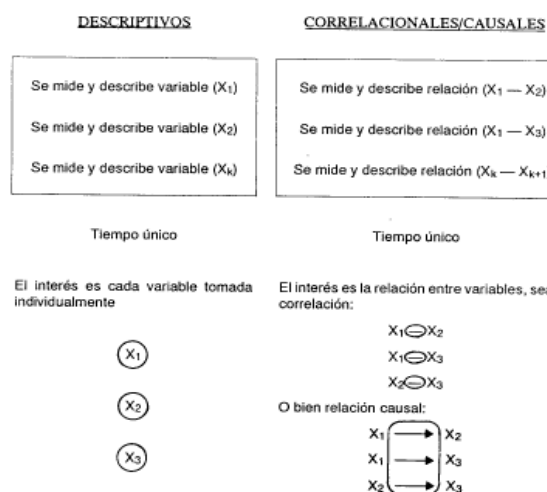 DESCRIPTIVOS
Se mide y describe variable (X₁)
Se mide y describe variable (X₂)
Se mide y describe variable (Xₖ)
Tiempo único
El interés es cada variable tomada
individualmente
X₁
X₂
X₃
CORRELACIONALES/CAUSALES
Se mide y describe relación (X₁ — X₂)
Se mide y describe relación (X₁ — X₃)
Se mide y describe relación (Xₖ — Xₖ₊₁
Tiempo único
El interés es la relación entre variables, sea
correlación:
X₁ X₂
X₁ X₃
X₂ X₃
O bien relación causal:
X₁ → X₂
X₁ → X₃
X₂ → X₃